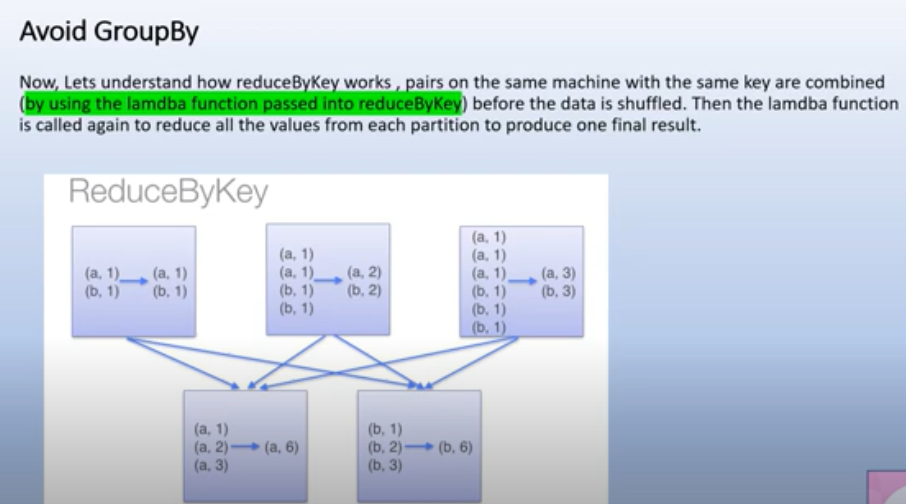 Avoid GroupBy
Now, Lets understand how reduceByKey works , pairs on the same machine with the same key are combined
(by using the lamdba function passed into reduceByKey) before the data is shuffled. Then the lamdba function
is called again to reduce all the values from each partition to produce one final result.
ReduceByKey
(a, 1)
(b, 1)
(a, 1)
(b, 1)
(a, 1)
(a, 1)
(b, 1)
(b, 1)
(a, 2)
(b, 2)
(a, 1)
(a, 1)
(a, 1)
(b, 1)
(b, 1)
(b, 1)
(a, 3)
(b, 3)
(a, 1)
(a, 2)
(a, 3)
(a, 6)
(b, 1)
(b, 2)
(b, 3)
(b, 6)